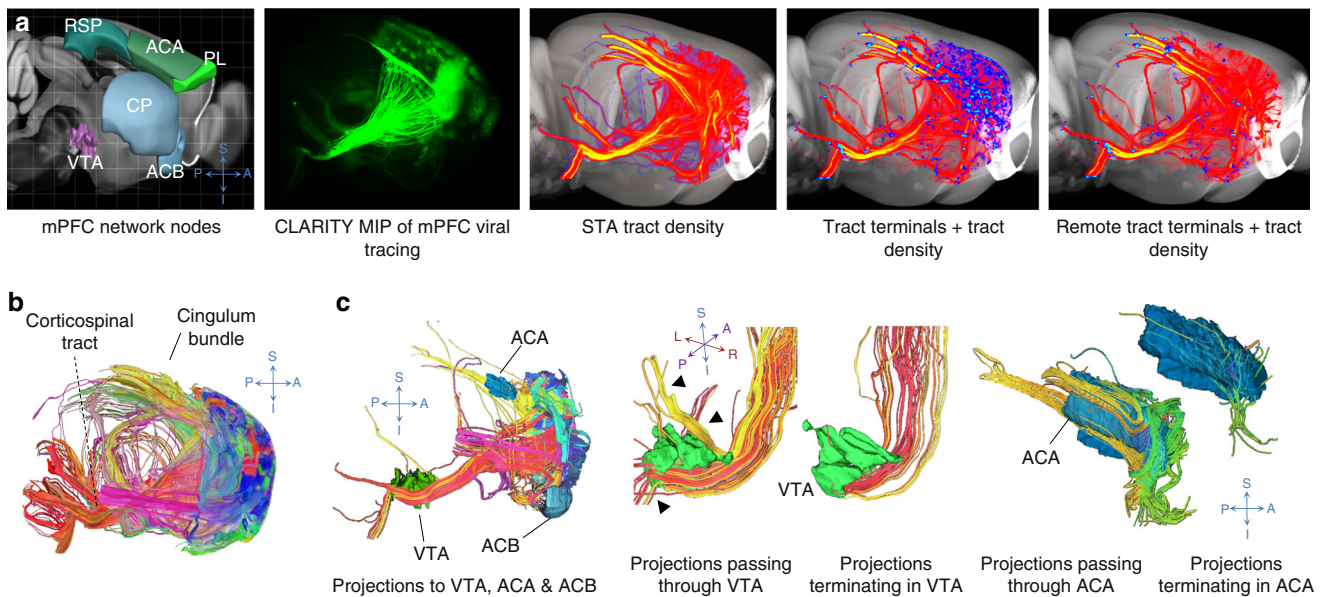 a
RSP
ACA
PL
CP
VTA
ACB
S
P A
I
mPFC network nodes
CLARITY MIP of mPFC viral
tracing
STA tract density
Tract terminals + tract
density
Remote tract terminals + tract
density
b
Corticospinal
tract
Cingulum
bundle
S
P A
I
c
ACA
S
P A
I
VTA
ACB
Projections to VTA, ACA & ACB
S
A
L
R
P
I
Projections passing
through VTA
VTA
Projections
terminating in VTA
ACA
Projections passing
through ACA
S
P A
I
Projections
terminating in ACA